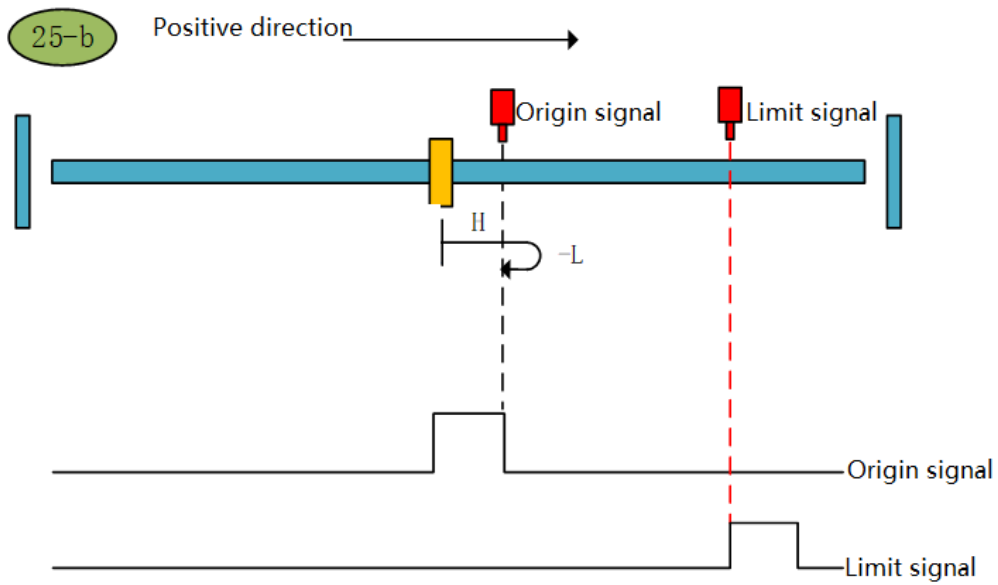 25-b
Positive direction
Origin signal
Limit signal
H
-L
Origin signal
Limit signal